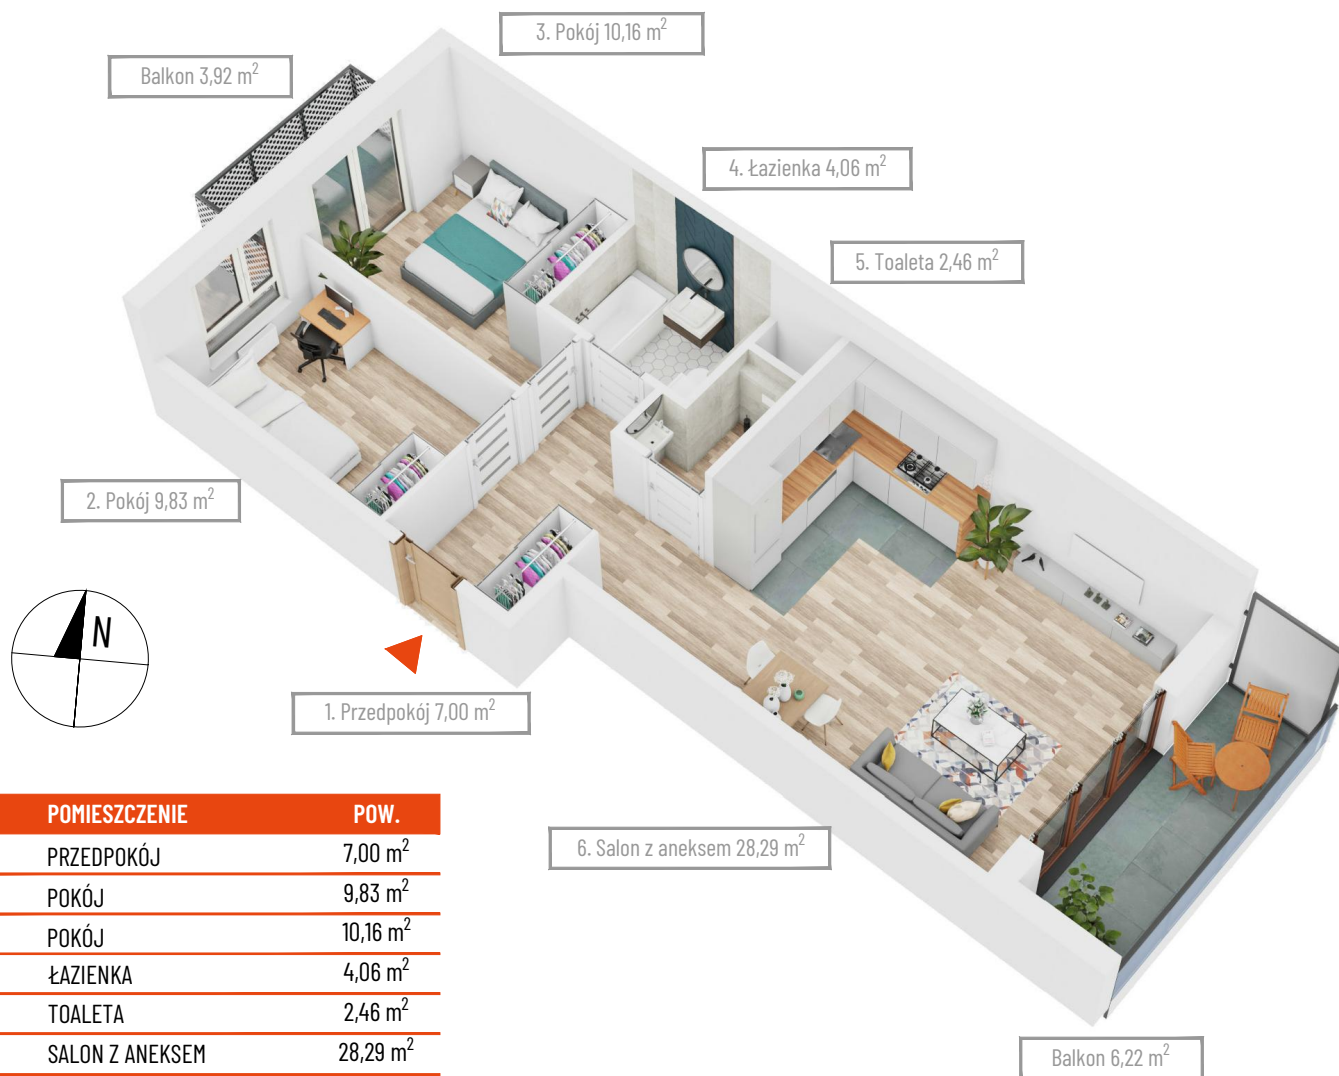 3. Pokój 10,16 m²
Balkon 3,92 m²
4. Łazienka 4,06 m²
5. Toaleta 2,46 m²
2. Pokój 9,83 m²
N
1. Przedpokój 7,00 m²
6. Salon z aneksem 28,29 m²
Balkon 6,22 m²
POMIESZCZENIE POW.
PRZEDPOKÓJ 7,00 m²
POKÓJ 9,83 m²
POKÓJ 10,16 m²
ŁAZIENKA 4,06 m²
TOALETA 2,46 m²
SALON Z ANEKSEM 28,29 m²